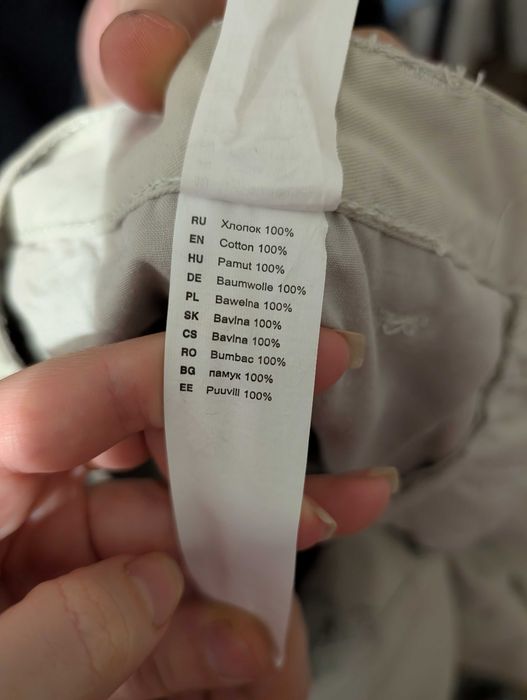 RU Хлопок 100%
EN Cotton 100%
HU Pamut 100%
DE Baumwolle 100%
PL Bawełna 100%
SK Bavlna 100%
CS Bavlna 100%
RO Bumbac 100%
BG памук 100%
EE Puuvill 100%